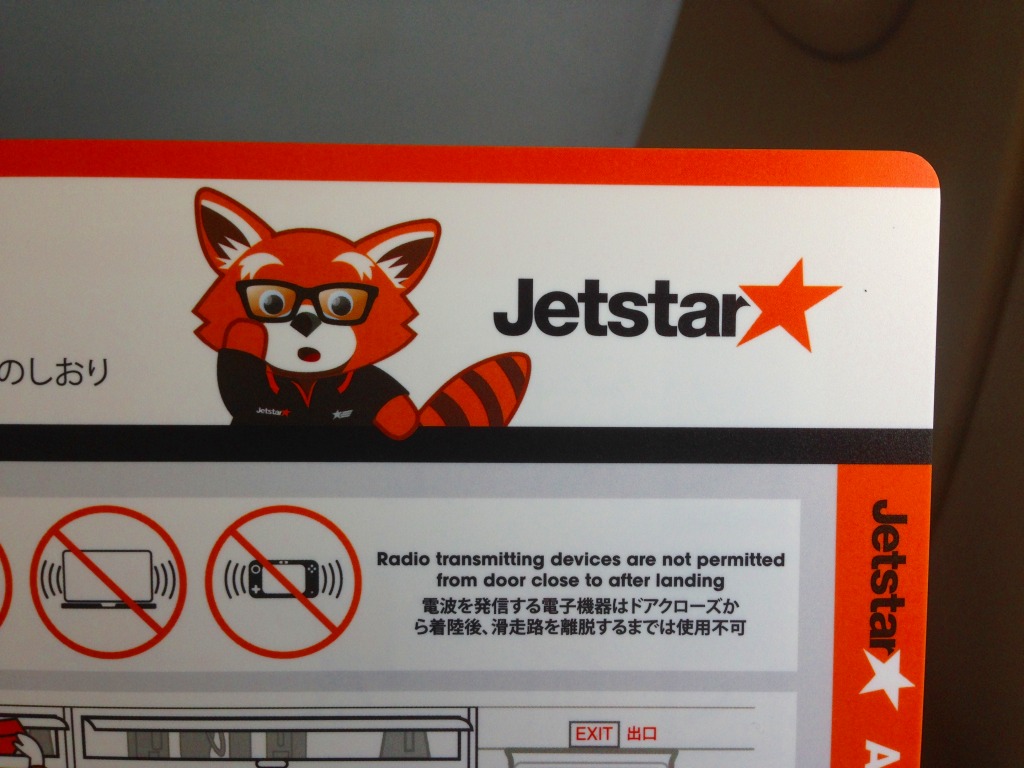 Jetstar
のしおり
Jetstar
Radio transmitting devices are not permitted
from door close to after landing
電波を発信する電子機器はドアクローズか
ら着陸後、滑走路を離脱するまでは使用不可
Jetstar
A
EXIT 出口